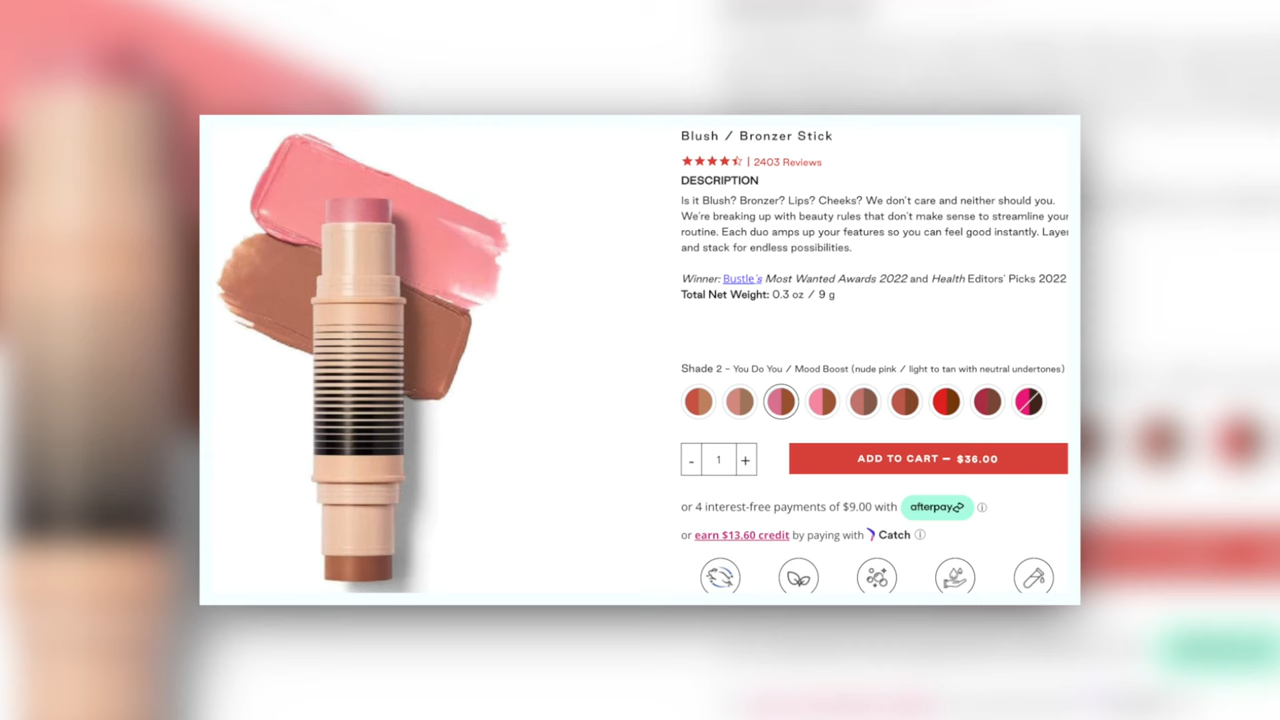 Blush / Bronzer Stick
| 2403 Reviews
DESCRIPTION
Is it Blush? Bronzer? Lips? Cheeks? We don't care and neither should you.
We're breaking up with beauty rules that don't make sense to streamline your
routine. Each duo amps up your features so you can feel good instantly. Layer
and stack for endless possibilities.
Winner: Bustle's Most Wanted Awards 2022 and Health Editors' Picks 2022
Total Net Weight: 0.3 oz / 9 g
Shade 2 – You Do You / Mood Boost (nude pink / light to tan with neutral undertones)
- 1 +
ADD TO CART — $36.00
or 4 interest-free payments of $9.00 with afterpay
or earn $13.60 credit by paying with Catch